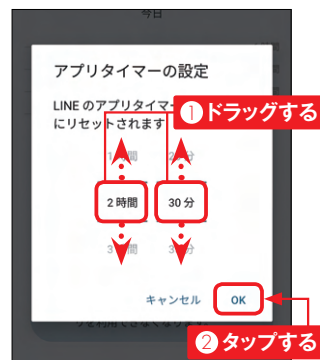 今日
アプリタイマーの設定
LINE のアプリタイマー
にリセットされます
①ドラッグする
2 時間 30 分
キャンセル OK
②タップする